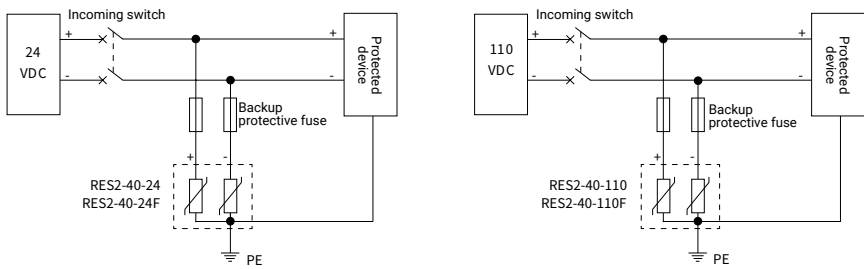 Incoming switch
24
VDC
+
-
+
-
Protected
device
Backup
protective fuse
+
-
RES2-40-24
RES2-40-24F
PE
Incoming switch
110
VDC
+
-
+
-
Protected
device
Backup
protective fuse
+
-
RES2-40-110
RES2-40-110F
PE